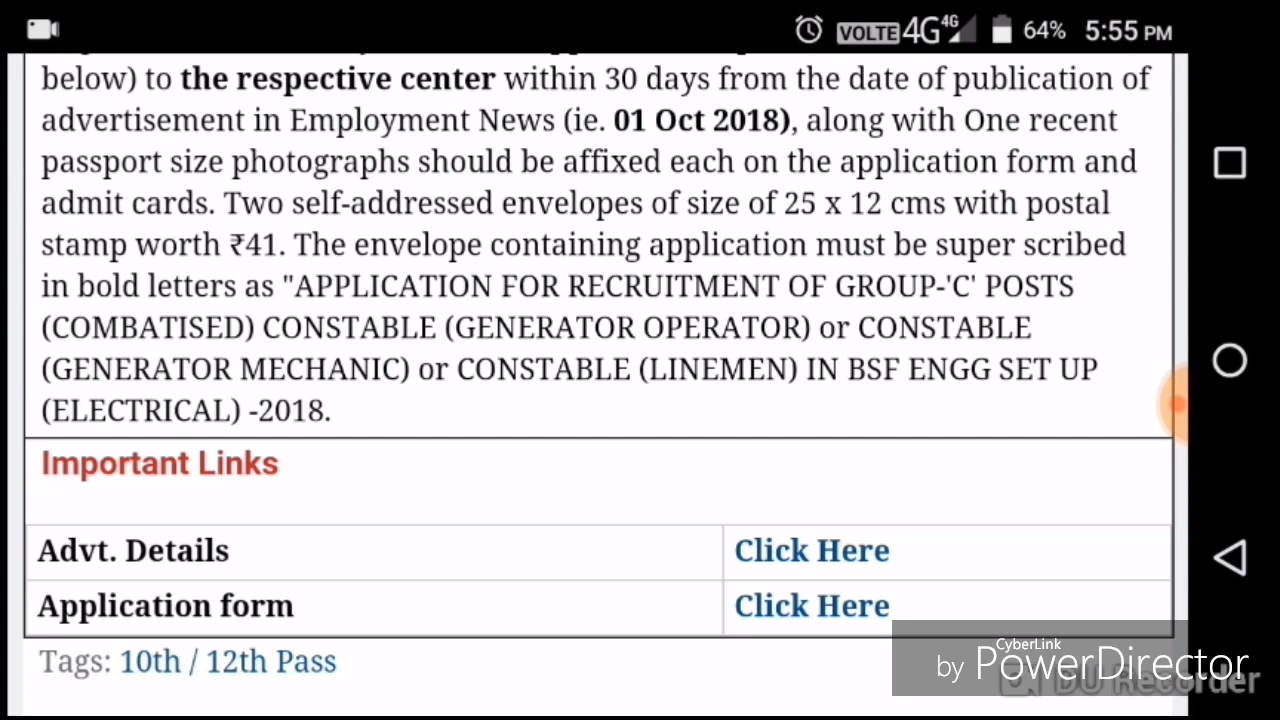 VOLTE 4G 4G 64% 5:55 PM
below) to the respective center within 30 days from the date of publication of
advertisement in Employment News (ie. 01 Oct 2018), along with One recent
passport size photographs should be affixed each on the application form and
admit cards. Two self-addressed envelopes of size of 25 x 12 cms with postal
stamp worth ₹41. The envelope containing application must be super scribed
in bold letters as "APPLICATION FOR RECRUITMENT OF GROUP-'C' POSTS
(COMBATISED) CONSTABLE (GENERATOR OPERATOR) or CONSTABLE
(GENERATOR MECHANIC) or CONSTABLE (LINEMEN) IN BSF ENGG SET UP
(ELECTRICAL) -2018.
Important Links
Advt. Details Click Here
Application form Click Here
Tags: 10th / 12th Pass
CyberLink
by PowerDirector
DU Recorder